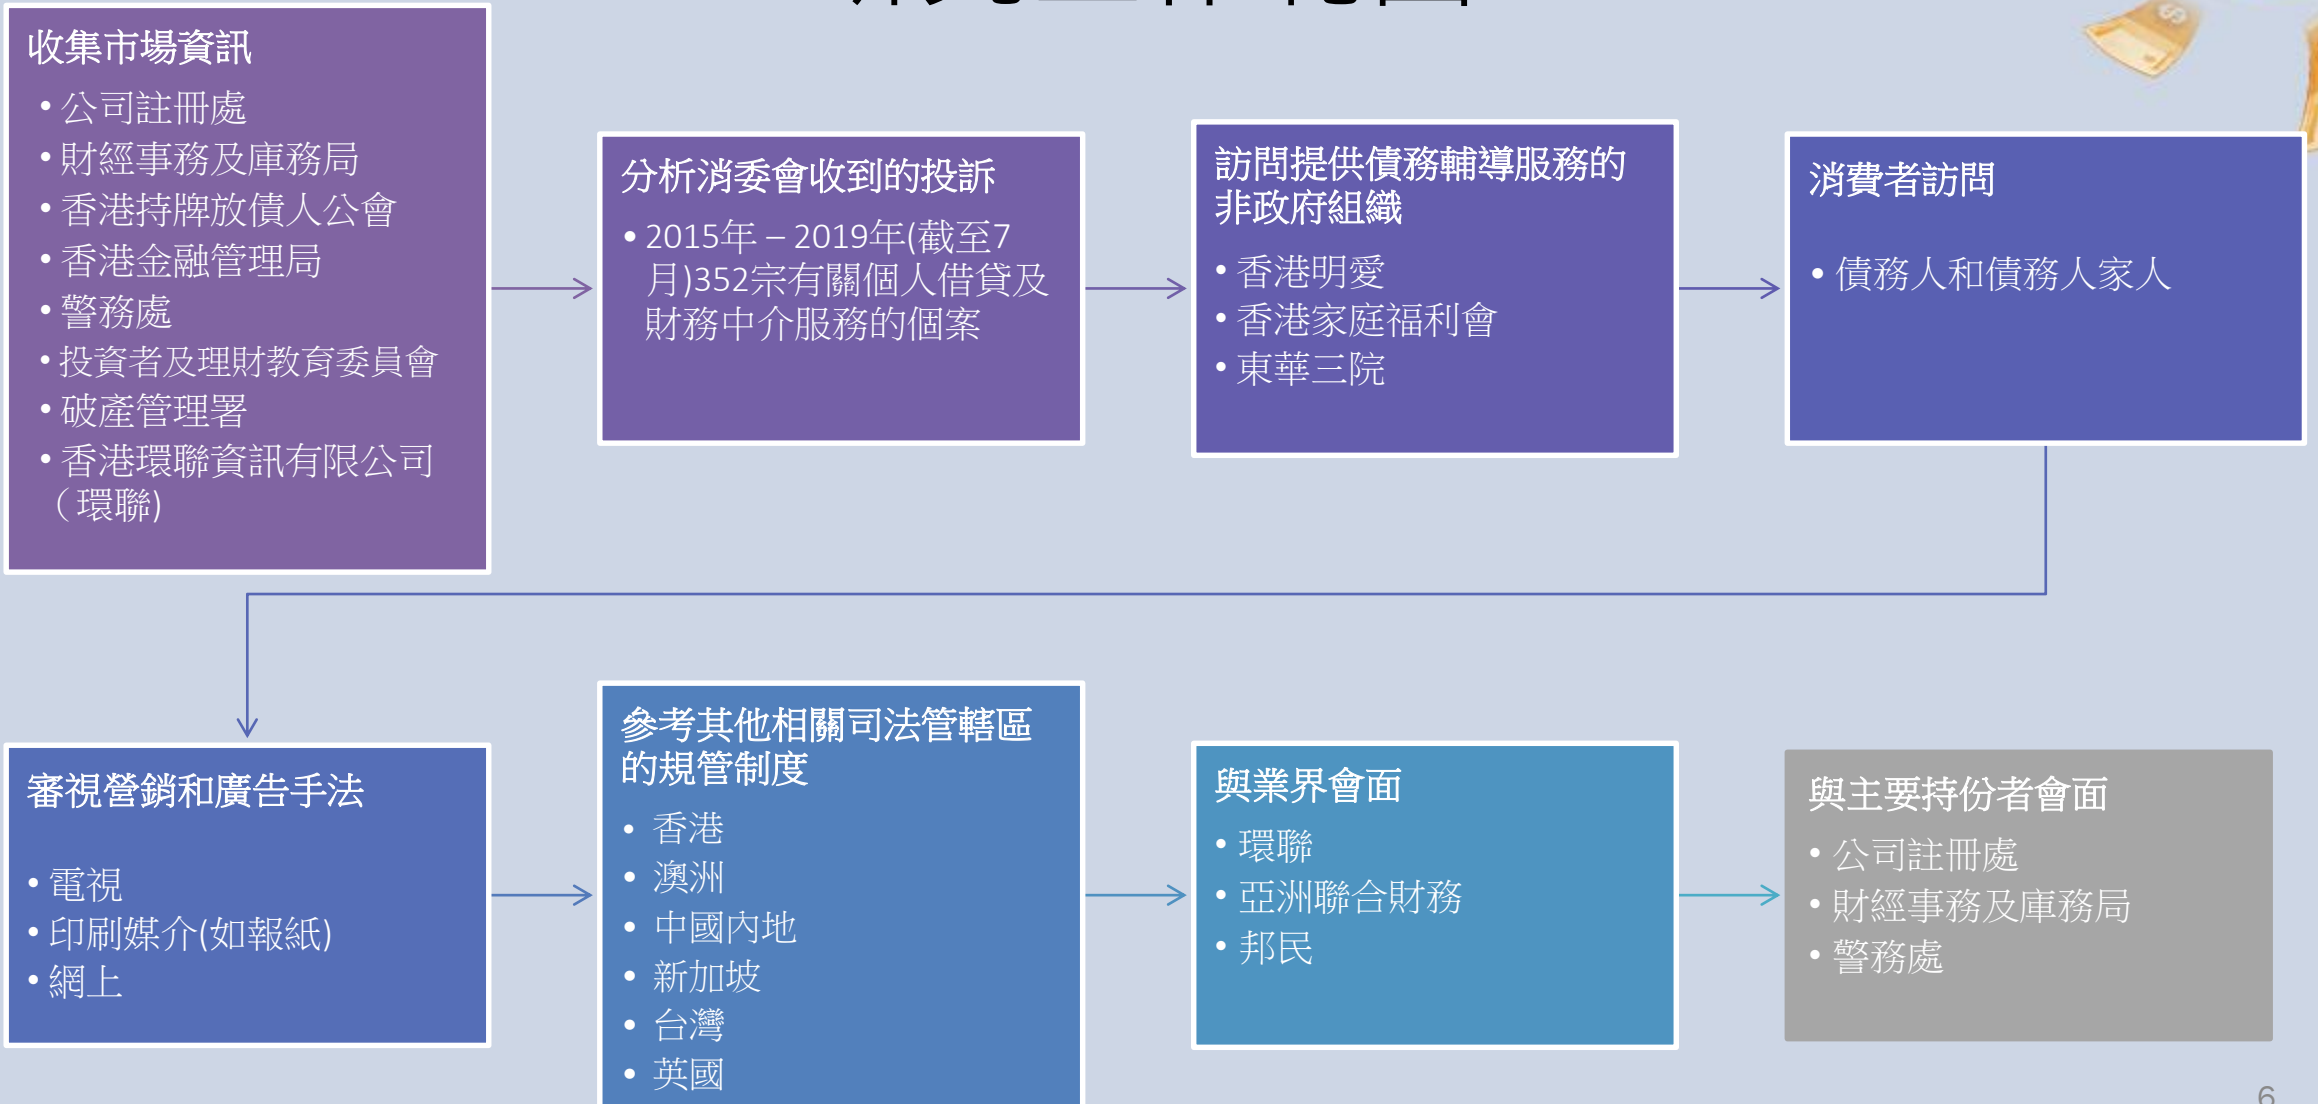 收集市場資訊
• 公司註冊處
• 財經事務及庫務局
• 香港持牌放債人公會
• 香港金融管理局
• 警務處
• 投資者及理財教育委員會
• 破產管理署
• 香港環聯資訊有限公司
（環聯)
分析消委會收到的投訴
• 2015年 – 2019年(截至7
月)352宗有關個人借貸及
財務中介服務的個案
訪問提供債務輔導服務的
非政府組織
• 香港明愛
• 香港家庭福利會
• 東華三院
消費者訪問
• 債務人和債務人家人
審視營銷和廣告手法
• 電視
• 印刷媒介(如報紙)
• 網上
參考其他相關司法管轄區
的規管制度
• 香港
• 澳洲
• 中國內地
• 新加坡
• 台灣
• 英國
與業界會面
• 環聯
• 亞洲聯合財務
• 邦民
與主要持份者會面
• 公司註冊處
• 財經事務及庫務局
• 警務處
6